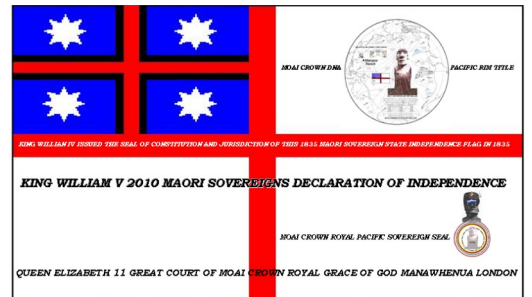 MOAI CROWN DNA
PACIFIC RIM TITLE
KING WILLIAN IV ISSUED THE SEAL OF CONSTITUTION AND JURISDICTION OF THIS 1835 MAORI SOVEREIGN STATE INDEPENDENCE FLAG IN 1835
KING WILLIAM V 2010 MAORI SOVEREIGNS DECLARATION OF INDEPENDENCE
MOAI CROWN ROYAL PACIFIC SOVEREIGN SEAL
QUEEN ELIZABETH 11 GREAT COURT OF MOAI CROWN ROYAL GRACE OF GOD MANAWHENUA LONDON